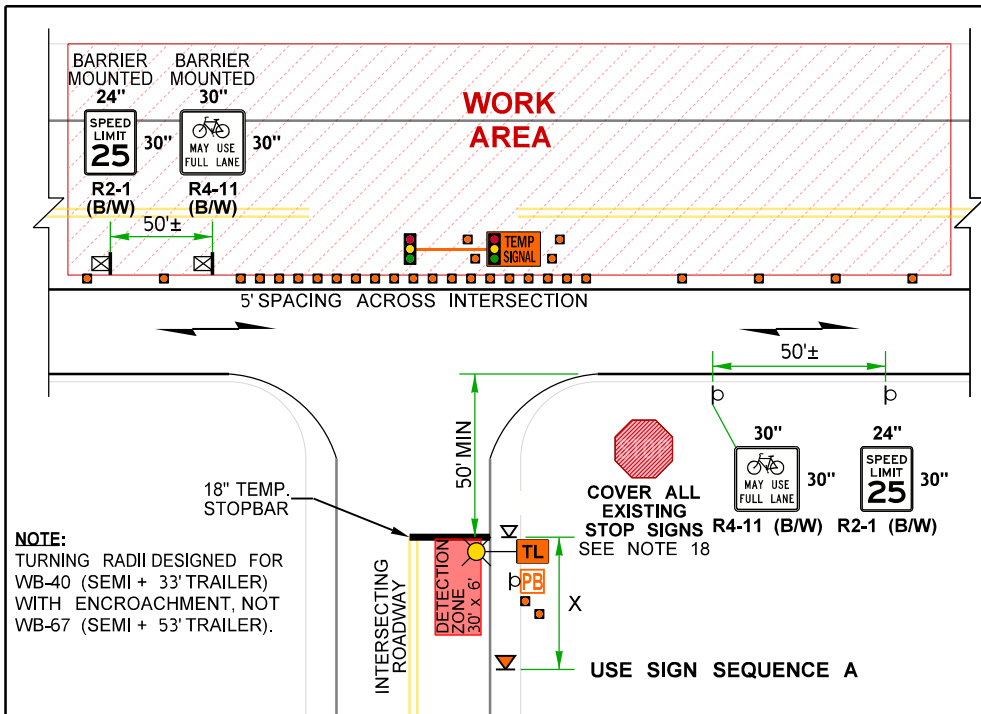 BARRIER
MOUNTED
24"
SPEED
LIMIT
25
30"
R2-1
(B/W)
BARRIER
MOUNTED
30"
MAY USE
FULL LANE
30"
R4-11
(B/W)
WORK
AREA
50'±
TEMP
SIGNAL
5' SPACING ACROSS INTERSECTION
50'±
50' MIN
STOP
COVER ALL
EXISTING
STOP SIGNS
SEE NOTE 18
30"
MAY USE
FULL LANE
30"
R4-11 (B/W)
24"
SPEED
LIMIT
25
30"
R2-1 (B/W)
18" TEMP.
STOPBAR
NOTE:
TURNING RADII DESIGNED FOR
WB-40 (SEMI + 33' TRAILER)
WITH ENCROACHMENT, NOT
WB-67 (SEMI + 53' TRAILER).
INTERSECTING
ROADWAY
DETECTION
ZONE
30' x 6'
TL
PB
X
USE SIGN SEQUENCE A